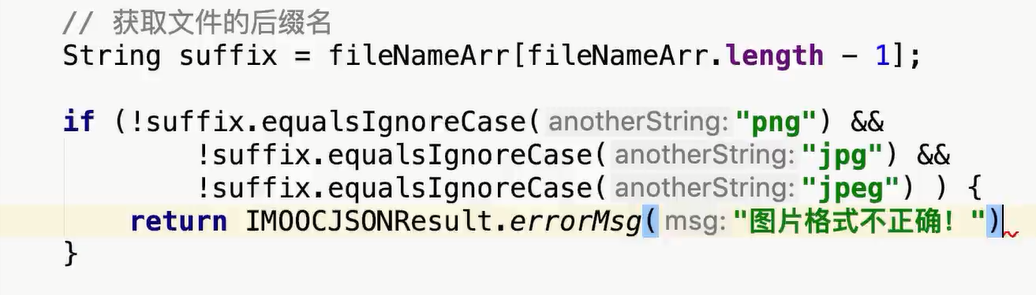 // 获取文件的后缀名
String suffix = fileNameArr[fileNameArr.length - 1];
if (!suffix.equalsIgnoreCase( anotherString: "png") &&
!suffix.equalsIgnoreCase( anotherString: "jpg") &&
!suffix.equalsIgnoreCase( anotherString: "jpeg") ) {
return IMOOCJSONResult.errorMsg( msg: "图片格式不正确！")
}